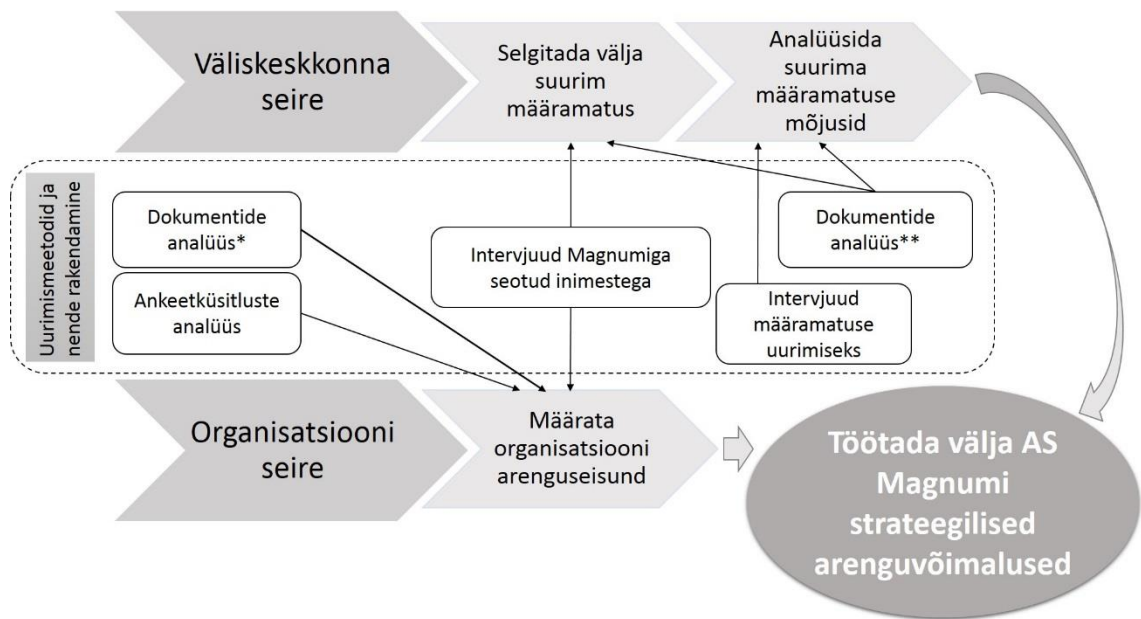 Väliskeskkonna
seire
Selgitada välja
suurim
määramatus
Analüüsida
suurima
määramatuse
mõjusid
Uurimismeetodid ja
nende rakendamine
Dokumentide
analüüs*
Ankeetküsitluste
analüüs
Intervjuud Magnumiga
seotud inimestega
Dokumentide
analüüs**
Intervjuud
määramatuse
uurimiseks
Organisatsiooni
seire
Määrata
organisatsiooni
arenguseisund
Töötada välja AS
Magnumi
strateegilised
arenguvõimalused